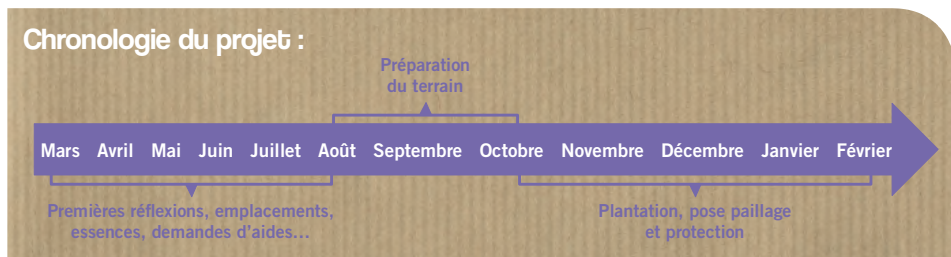 Chronologie du projet :
Préparation
du terrain
Mars Avril Mai Juin Juillet Août Septembre Octobre Novembre Décembre Janvier Février
Premières réflexions, emplacements,
essences, demandes d'aides...
Plantation, pose paillage
et protection